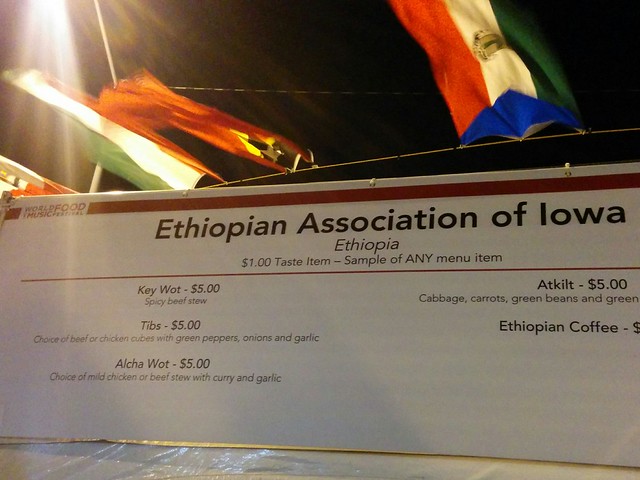 WORLD FOOD
& MUSIC FESTIVAL
Ethiopian Association of Iowa
Ethiopia
$1.00 Taste Item – Sample of ANY menu item
Key Wot - $5.00
Spicy beef stew
Tibs - $5.00
Choice of beef or chicken cubes with green peppers, onions and garlic
Alcha Wot - $5.00
Choice of mild chicken or beef stew with curry and garlic
Atkilt - $5.00
Cabbage, carrots, green beans and green
Ethiopian Coffee - $